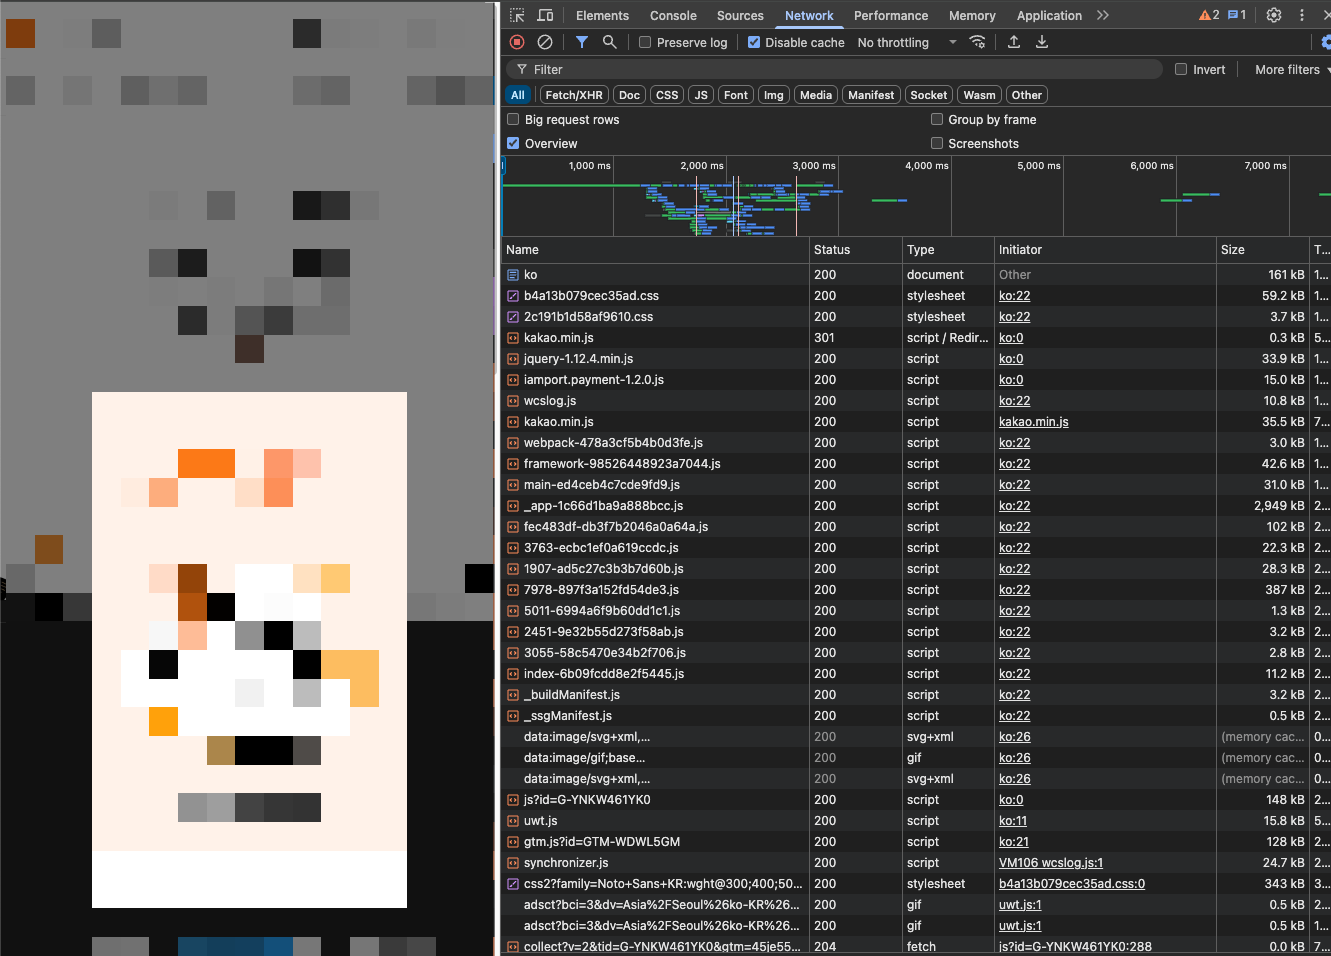 Elements Console Sources Network Performance Memory Application 2 1
Preserve log Disable cache No throttling
Filter Invert More filters
All Fetch/XHR Doc CSS JS Font Img Media Manifest Socket Wasm Other
Big request rows Group by frame
Overview Screenshots
1,000 ms 2,000 ms 3,000 ms 4,000 ms 5,000 ms 6,000 ms 7,000 ms
Name Status Type Initiator Size T...
ko 200 document Other 161 kB 1...
b4a13b079cec35ad.css 200 stylesheet ko:22 59.2 kB 1...
2c191b1d58af9610.css 200 stylesheet ko:22 3.7 kB 1...
kakao.min.js 301 script / Redir... ko:0 0.3 kB 5...
jquery-1.12.4.min.js 200 script ko:0 33.9 kB 1...
iamport.payment-1.2.0.js 200 script ko:0 15.0 kB 1...
wcslog.js 200 script ko:22 10.8 kB 1...
kakao.min.js 200 script kakao.min.js 35.5 kB 7...
webpack-478a3cf5b4b0d3fe.js 200 script ko:22 3.0 kB 1...
framework-98526448923a7044.js 200 script ko:22 42.6 kB 1...
main-ed4ceb4c7cde9fd9.js 200 script ko:22 31.0 kB 1...
_app-1c66d1ba9a888bcc.js 200 script ko:22 2,949 kB 2...
fec483df-db3f7b2046a0a64a.js 200 script ko:22 102 kB 2...
3763-ecbc1ef0a619ccdc.js 200 script ko:22 22.3 kB 2...
1907-ad5c27c3b3b7d60b.js 200 script ko:22 28.3 kB 2...
7978-897f3a152fd54de3.js 200 script ko:22 387 kB 2...
5011-6994a6f9b60dd1c1.js 200 script ko:22 1.3 kB 2...
2451-9e32b55d273f58ab.js 200 script ko:22 3.2 kB 2...
3055-58c5470e34b2f706.js 200 script ko:22 2.8 kB 2...
index-6b09fcdd8e2f5445.js 200 script ko:22 11.2 kB 2...
_buildManifest.js 200 script ko:22 3.2 kB 2...
_ssgManifest.js 200 script ko:22 0.5 kB 2...
data:image/svg+xml,... 200 svg+xml ko:26 (memory cac... 0...
data:image/gif;base... 200 gif ko:26 (memory cac... 0...
data:image/svg+xml,... 200 svg+xml ko:26 (memory cac... 0...
js?id=G-YNKW461YK0 200 script ko:0 148 kB 2...
uwt.js 200 script ko:11 15.8 kB 5...
gtm.js?id=GTM-WDWL5GM 200 script ko:21 128 kB 2...
synchronizer.js 200 script VM106 wcslog.js:1 24.7 kB 2...
css2?family=Noto+Sans+KR:wght@300;400;50... 200 stylesheet b4a13b079cec35ad.css:0 343 kB 3...
adsct?bci=3&dv=Asia%2FSeoul%26ko-KR%26... 200 gif uwt.js:1 0.5 kB 2...
adsct?bci=3&dv=Asia%2FSeoul%26ko-KR%26... 200 gif uwt.js:1 0.5 kB 1...
collect?v=2&tid=G-YNKW461YK0&gtm=45je55... 204 fetch js?id=G-YNKW461YK0:288 0.0 kB 7...